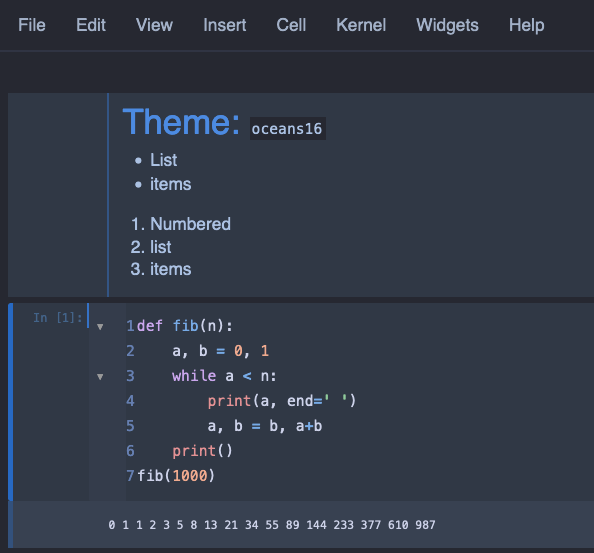 File Edit View Insert Cell Kernel Widgets Help
Theme: oceans16
• List
• items
1. Numbered
2. list
3. items
In [1]:
1 def fib(n):
2     a, b = 0, 1
3     while a < n:
4         print(a, end=' ')
5         a, b = b, a+b
6     print()
7 fib(1000)
0 1 1 2 3 5 8 13 21 34 55 89 144 233 377 610 987